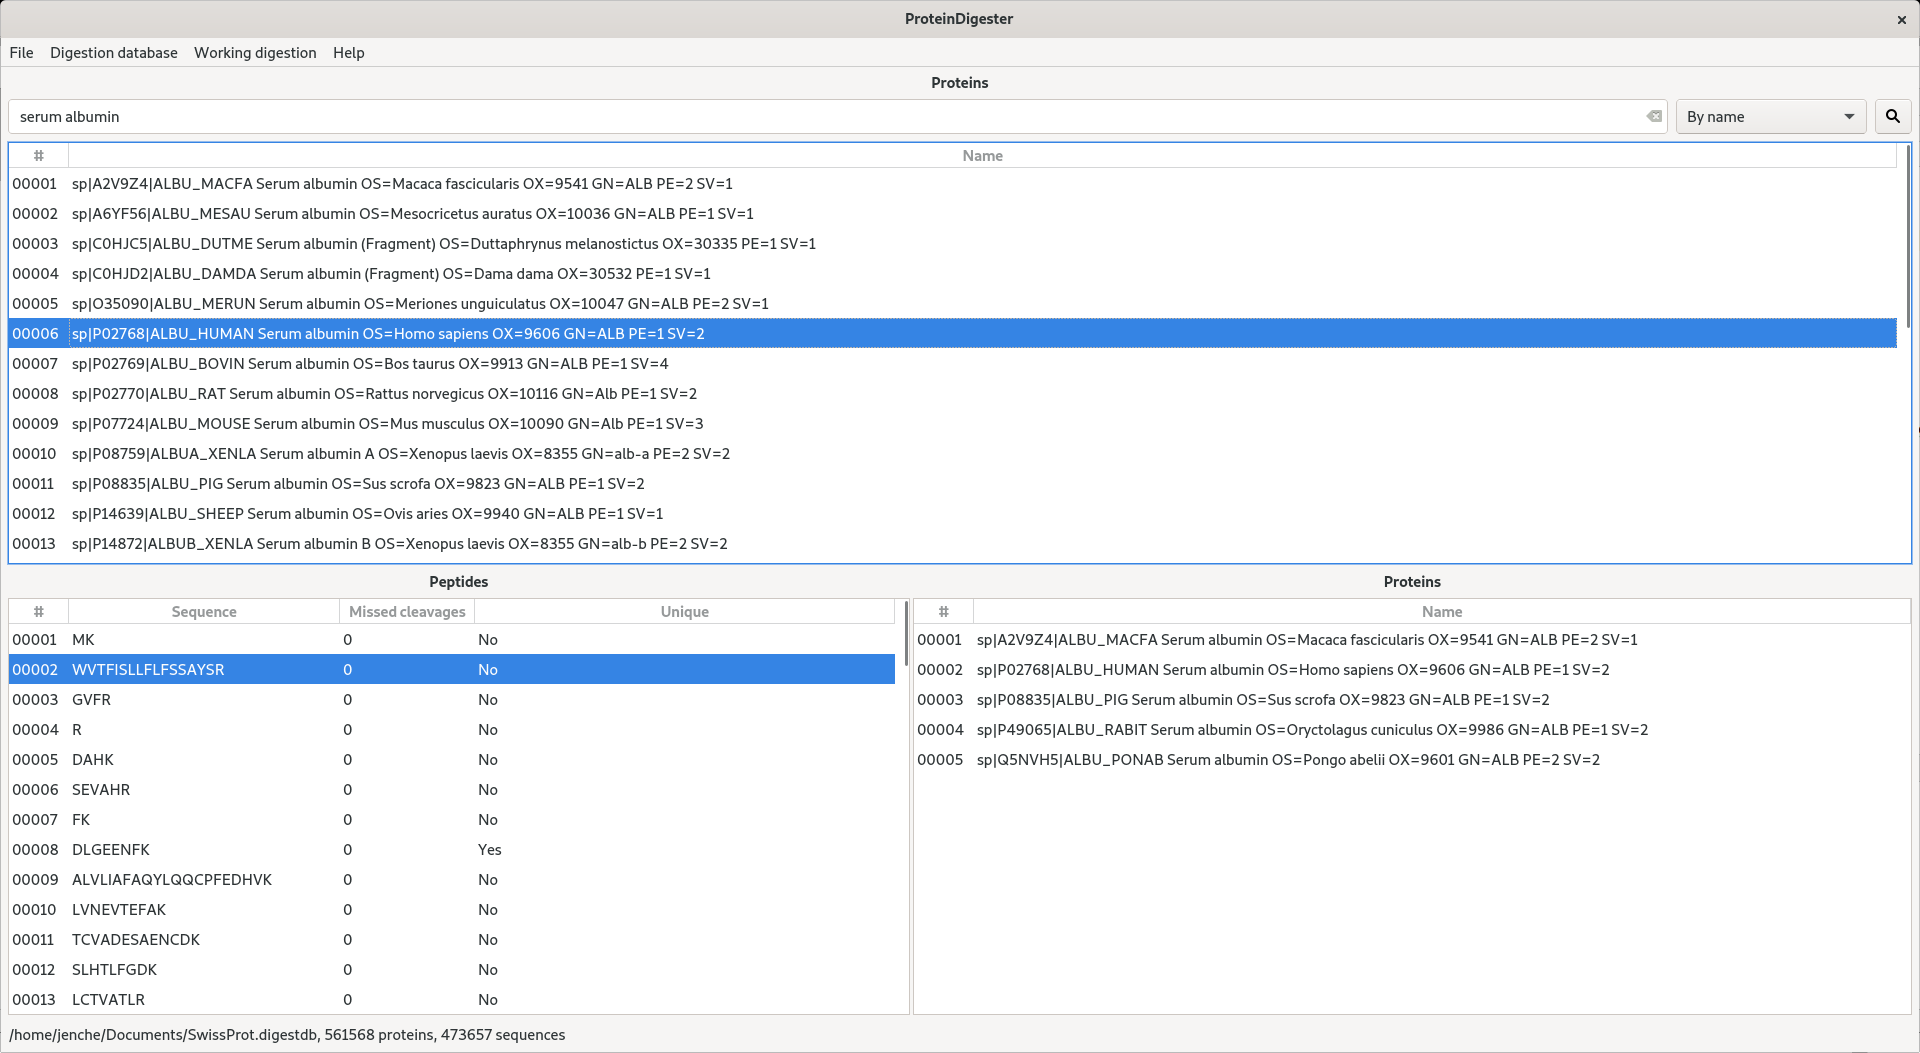 ProteinDigester
File Digestion database Working digestion Help
Proteins
serum albumin By name
# Name
00001 sp|A2V9Z4|ALBU_MACFA Serum albumin OS=Macaca fascicularis OX=9541 GN=ALB PE=2 SV=1
00002 sp|A6YF56|ALBU_MESAU Serum albumin OS=Mesocricetus auratus OX=10036 GN=ALB PE=1 SV=1
00003 sp|C0HJC5|ALBU_DUTME Serum albumin (Fragment) OS=Duttaphrynus melanostictus OX=30335 PE=1 SV=1
00004 sp|C0HJD2|ALBU_DAMDA Serum albumin (Fragment) OS=Dama dama OX=30532 PE=1 SV=1
00005 sp|O35090|ALBU_MERUN Serum albumin OS=Meriones unguiculatus OX=10047 GN=ALB PE=2 SV=1
00006 sp|P02768|ALBU_HUMAN Serum albumin OS=Homo sapiens OX=9606 GN=ALB PE=1 SV=2
00007 sp|P02769|ALBU_BOVIN Serum albumin OS=Bos taurus OX=9913 GN=ALB PE=1 SV=4
00008 sp|P02770|ALBU_RAT Serum albumin OS=Rattus norvegicus OX=10116 GN=Alb PE=1 SV=2
00009 sp|P07724|ALBU_MOUSE Serum albumin OS=Mus musculus OX=10090 GN=Alb PE=1 SV=3
00010 sp|P08759|ALBUA_XENLA Serum albumin A OS=Xenopus laevis OX=8355 GN=alb-a PE=2 SV=2
00011 sp|P08835|ALBU_PIG Serum albumin OS=Sus scrofa OX=9823 GN=ALB PE=1 SV=2
00012 sp|P14639|ALBU_SHEEP Serum albumin OS=Ovis aries OX=9940 GN=ALB PE=1 SV=1
00013 sp|P14872|ALBUB_XENLA Serum albumin B OS=Xenopus laevis OX=8355 GN=alb-b PE=2 SV=2
Peptides
# Sequence Missed cleavages Unique
00001 MK 0 No
00002 WVTFISLLFLFSSAYSR 0 No
00003 GVFR 0 No
00004 R 0 No
00005 DAHK 0 No
00006 SEVAHR 0 No
00007 FK 0 No
00008 DLGEENFK 0 Yes
00009 ALVLIAFAQYLQQCPFEDHVK 0 No
00010 LVNEVTEFAK 0 No
00011 TCVADESAENCDK 0 No
00012 SLHTLFGDK 0 No
00013 LCTVATLR 0 No
Proteins
# Name
00001 sp|A2V9Z4|ALBU_MACFA Serum albumin OS=Macaca fascicularis OX=9541 GN=ALB PE=2 SV=1
00002 sp|P02768|ALBU_HUMAN Serum albumin OS=Homo sapiens OX=9606 GN=ALB PE=1 SV=2
00003 sp|P08835|ALBU_PIG Serum albumin OS=Sus scrofa OX=9823 GN=ALB PE=1 SV=2
00004 sp|P49065|ALBU_RABIT Serum albumin OS=Oryctolagus cuniculus OX=9986 GN=ALB PE=1 SV=2
00005 sp|Q5NVH5|ALBU_PONAB Serum albumin OS=Pongo abelii OX=9601 GN=ALB PE=2 SV=2
/home/jenche/Documents/SwissProt.digestdb, 561568 proteins, 473657 sequences